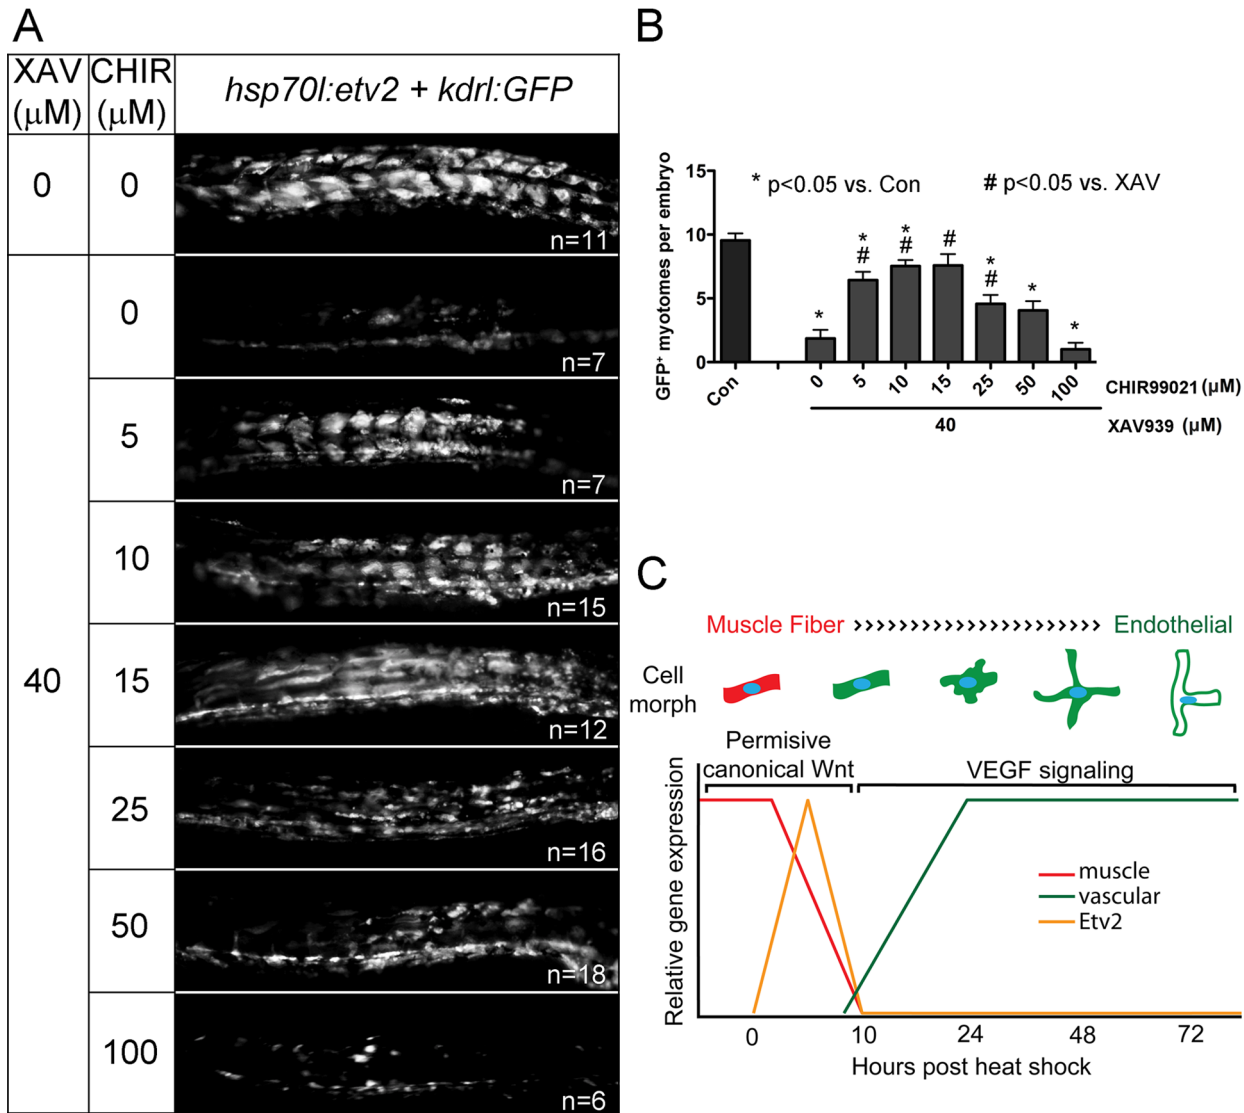 A
XAV
(μM)
CHIR
(μM)
hsp70l:etv2 + kdrl:GFP
0
0
n=11
40
0
n=7
5
n=7
10
n=15
15
n=12
25
n=16
50
n=18
100
n=6
B
GFP⁺ myotomes per embryo
* p<0.05 vs. Con
# p<0.05 vs. XAV
15
10
5
0
*
*
#
*
#
#
*
#
*
*
Con
0
5
10
15
25
50
100
CHIR99021 (μM)
40
XAV939 (μM)
C
Muscle Fiber
Endothelial
Cell
morph
Permisive
canonical Wnt
VEGF signaling
Relative gene expression
muscle
vascular
Etv2
0
10
24
48
72
Hours post heat shock